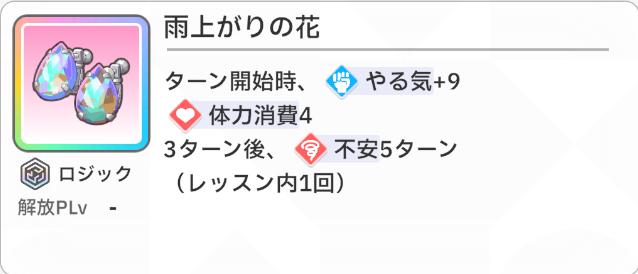 雨上がりの花
ターン開始時、やる気+9
体力消費4
3ターン後、不安5ターン
（レッスン内1回）
ロジック
解放PLv -